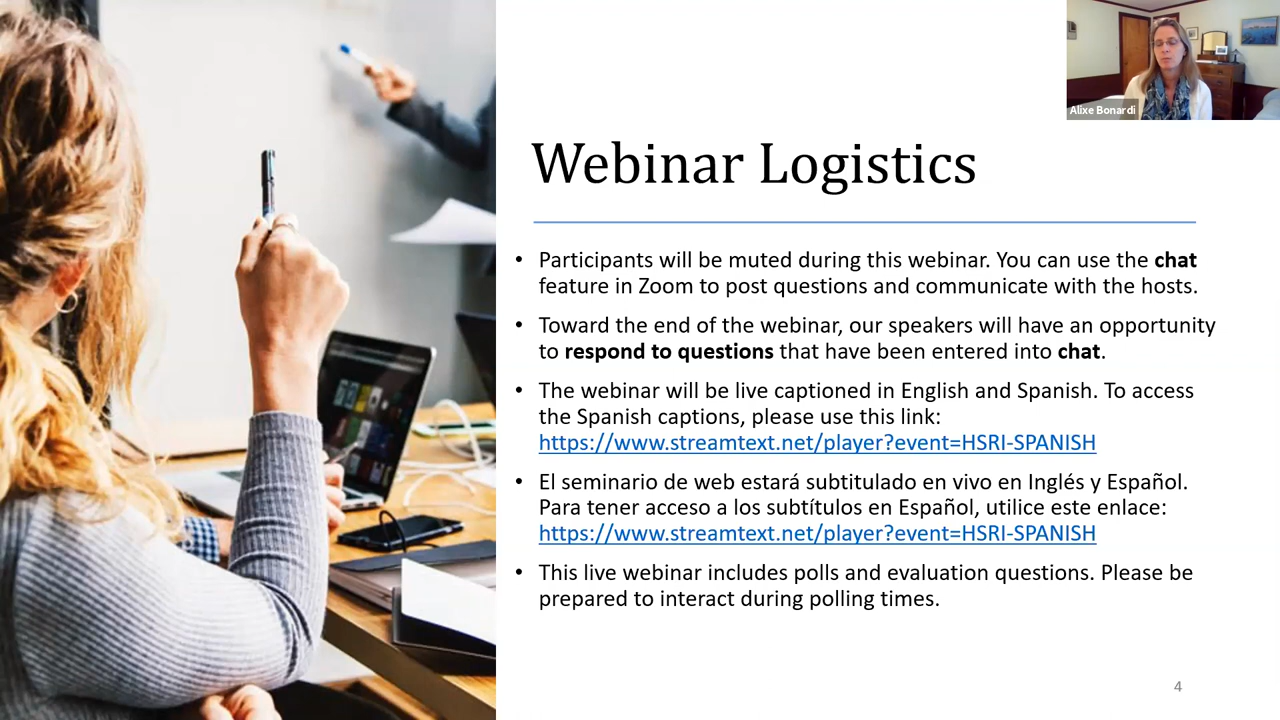 Alixe Bonardi
Webinar Logistics
• Participants will be muted during this webinar. You can use the chat
feature in Zoom to post questions and communicate with the hosts.
• Toward the end of the webinar, our speakers will have an opportunity
to respond to questions that have been entered into chat.
• The webinar will be live captioned in English and Spanish. To access
the Spanish captions, please use this link:
https://www.streamtext.net/player?event=HSRI-SPANISH
• El seminario de web estará subtitulado en vivo en Inglés y Español.
Para tener acceso a los subtítulos en Español, utilice este enlace:
https://www.streamtext.net/player?event=HSRI-SPANISH
• This live webinar includes polls and evaluation questions. Please be
prepared to interact during polling times.
4